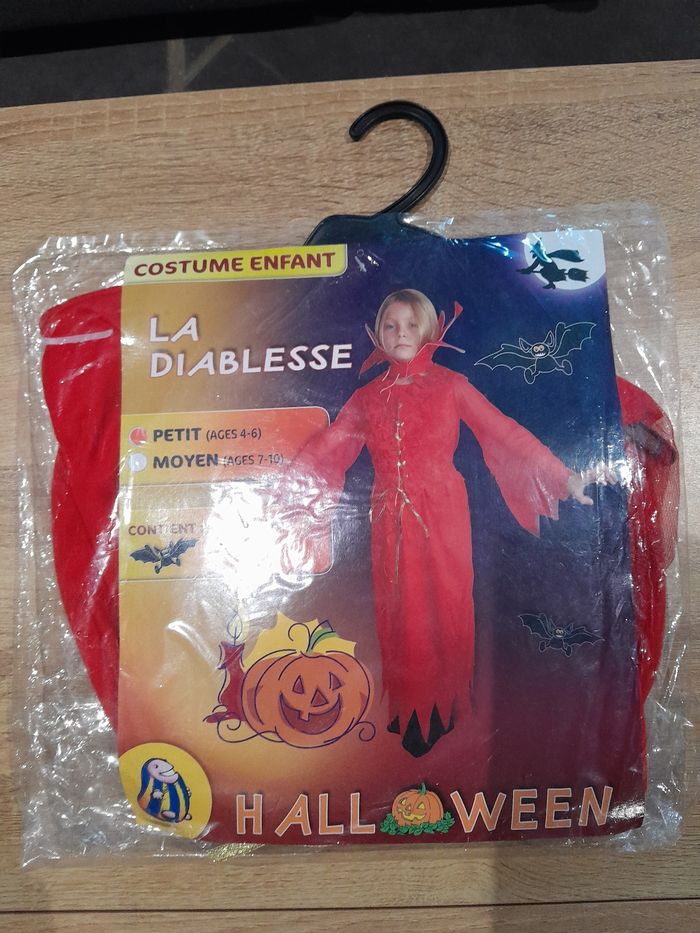 COSTUME ENFANT
LA
DIABLESSE
PETIT (AGES 4-6)
MOYEN (AGES 7-10)
CONTIENT :
HALLOWEEN